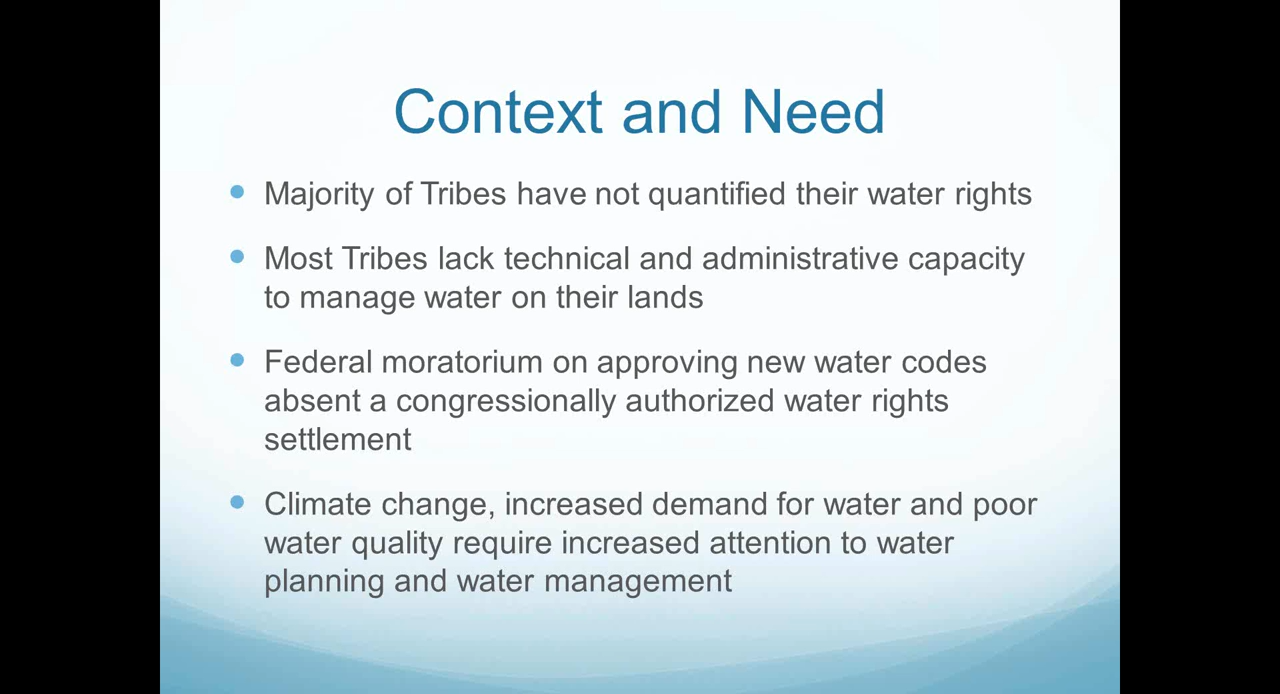 Context and Need
Majority of Tribes have not quantified their water rights
Most Tribes lack technical and administrative capacity
to manage water on their lands
Federal moratorium on approving new water codes
absent a congressionally authorized water rights
settlement
Climate change, increased demand for water and poor
water quality require increased attention to water
planning and water management